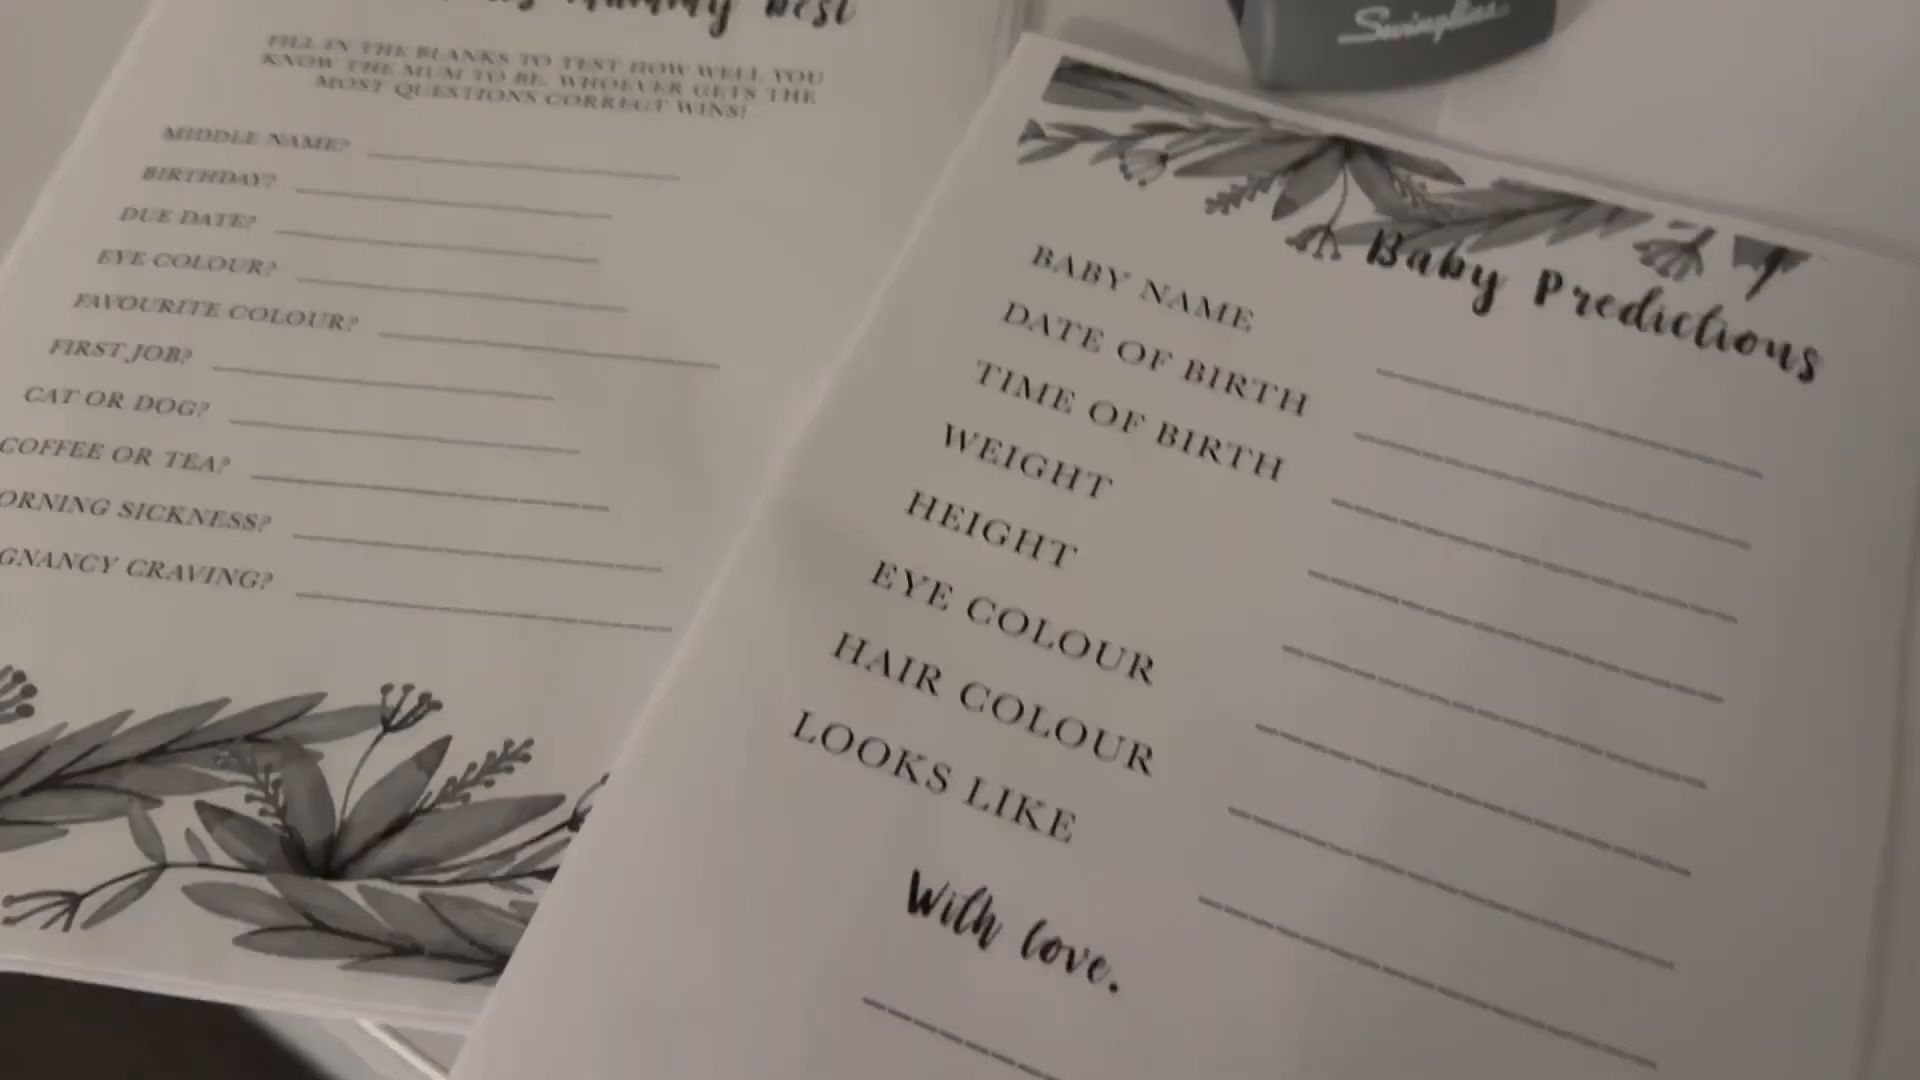 mummy best
FILL IN THE BLANKS TO TEST HOW WELL YOU
KNOW THE MUM TO BE. WHOEVER GETS THE
MOST QUESTIONS CORRECT WINS!
MIDDLE NAME?
BIRTHDAY?
DUE DATE?
EYE COLOUR?
FAVOURITE COLOUR?
FIRST JOB?
CAT OR DOG?
COFFEE OR TEA?
ORNING SICKNESS?
GNANCY CRAVING?
Swingline
Baby Predictions
BABY NAME
DATE OF BIRTH
TIME OF BIRTH
WEIGHT
HEIGHT
EYE COLOUR
HAIR COLOUR
LOOKS LIKE
With love.